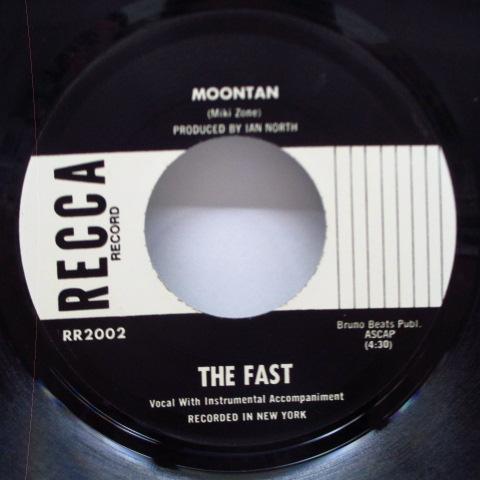 MOONTAN
(Miki Zone)
PRODUCED BY IAN NORTH
RECCA
RECORD
RR2002
Bruno Beats Publ.
ASCAP
(4:30)
THE FAST
Vocal With Instrumental Accompaniment
RECORDED IN NEW YORK